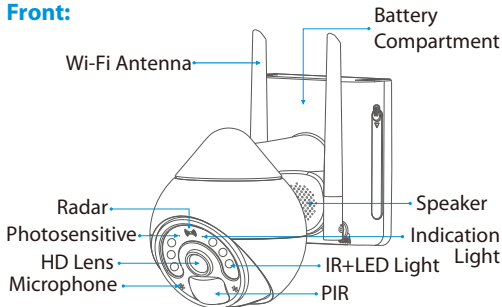 Front:
Battery
Compartment
Wi-Fi Antenna
Radar
Speaker
Photosensitive
Indication
Light
HD Lens
IR+LED Light
Microphone
PIR